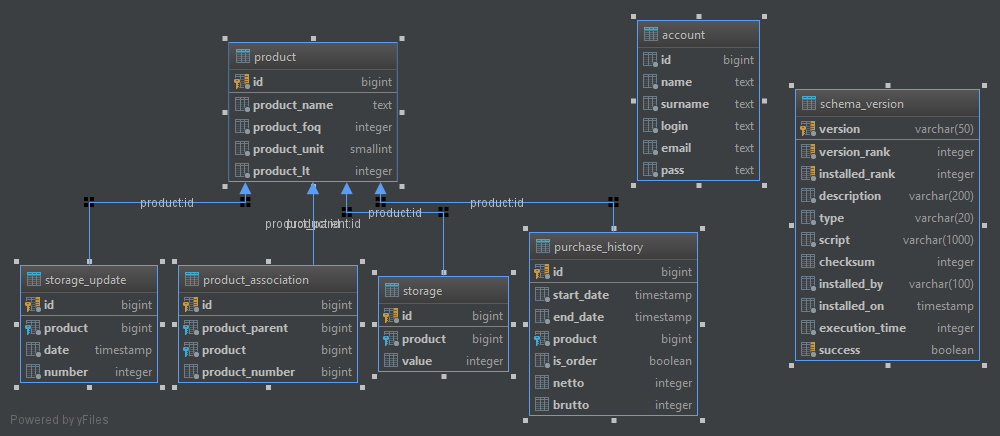 product
id bigint
product_name text
product_foq integer
product_unit smallint
product_lt integer
account
id bigint
name text
surname text
login text
email text
pass text
schema_version
version varchar(50)
version_rank integer
installed_rank integer
description varchar(200)
type varchar(20)
script varchar(1000)
checksum integer
installed_by varchar(100)
installed_on timestamp
execution_time integer
success boolean
product:id
product:id
product:id
storage_update
id bigint
product bigint
date timestamp
number integer
product_association
id bigint
product_parent bigint
product bigint
product_number bigint
storage
id bigint
product bigint
value integer
purchase_history
id bigint
start_date timestamp
end_date timestamp
product bigint
is_order boolean
netto integer
brutto integer
Powered by yFiles